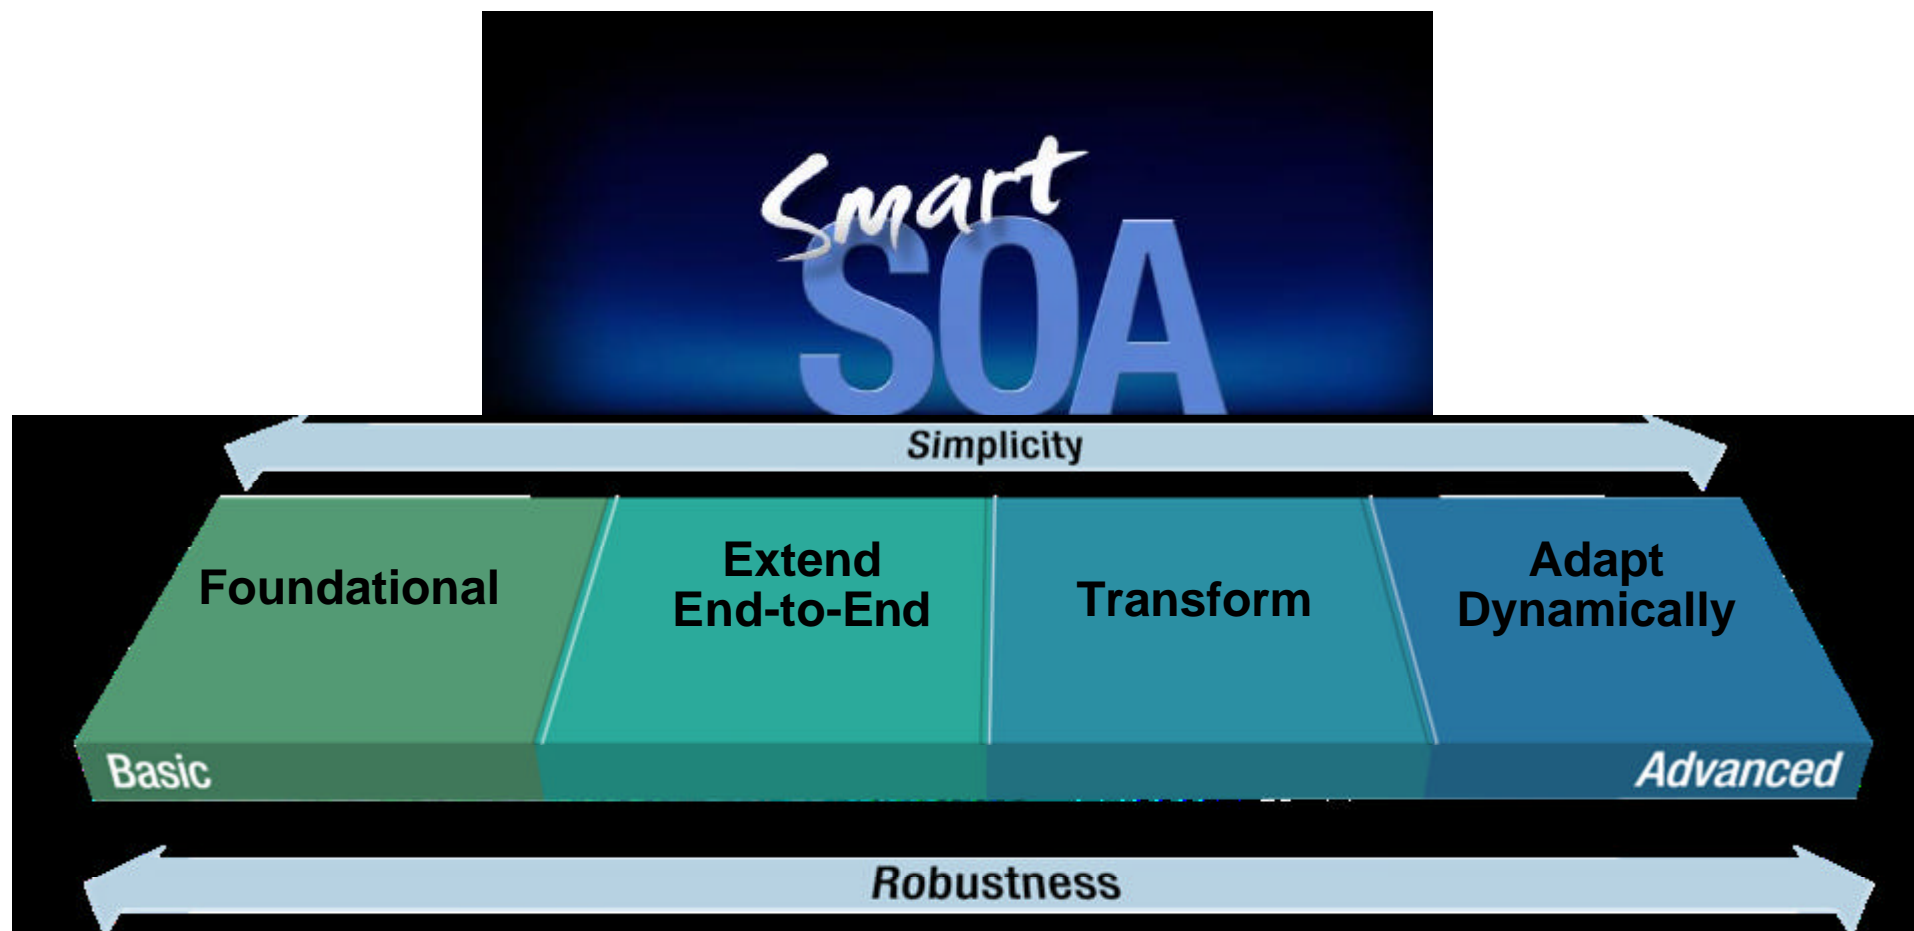 Smart
SOA
Simplicity
Foundational
Extend
End-to-End
Transform
Adapt
Dynamically
Basic
Advanced
Robustness